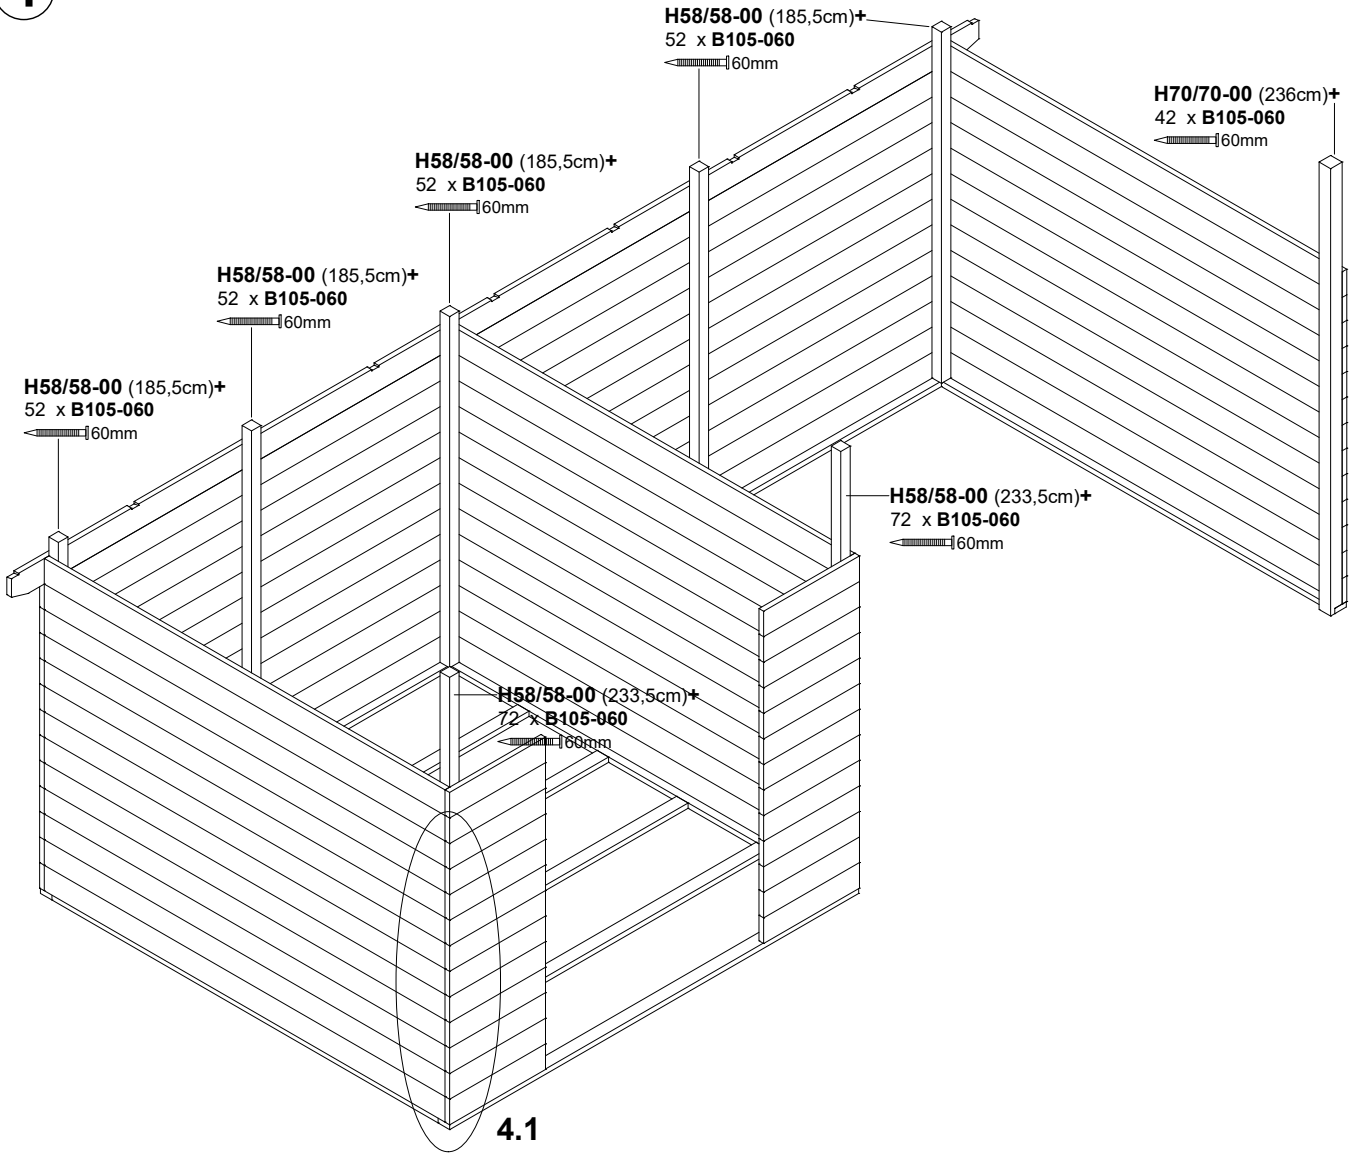 H58/58-00 (185,5cm)+
52 x B105-060
60mm
H70/70-00 (236cm)+
42 x B105-060
60mm
H58/58-00 (185,5cm)+
52 x B105-060
60mm
H58/58-00 (185,5cm)+
52 x B105-060
60mm
H58/58-00 (185,5cm)+
52 x B105-060
60mm
H58/58-00 (233,5cm)+
72 x B105-060
60mm
H58/58-00 (233,5cm)+
72 x B105-060
60mm
4.1